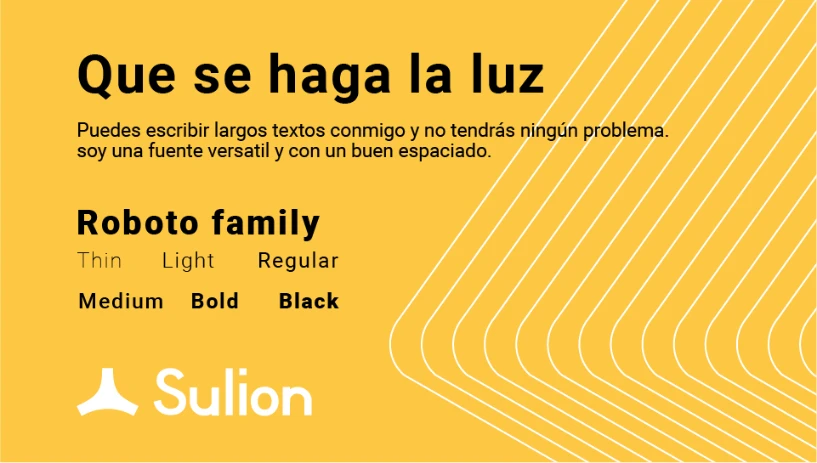 Que se haga la luz
Puedes escribir largos textos conmigo y no tendrás ningún problema.
soy una fuente versatil y con un buen espaciado.
Roboto family
Thin Light Regular
Medium Bold Black
Sulion